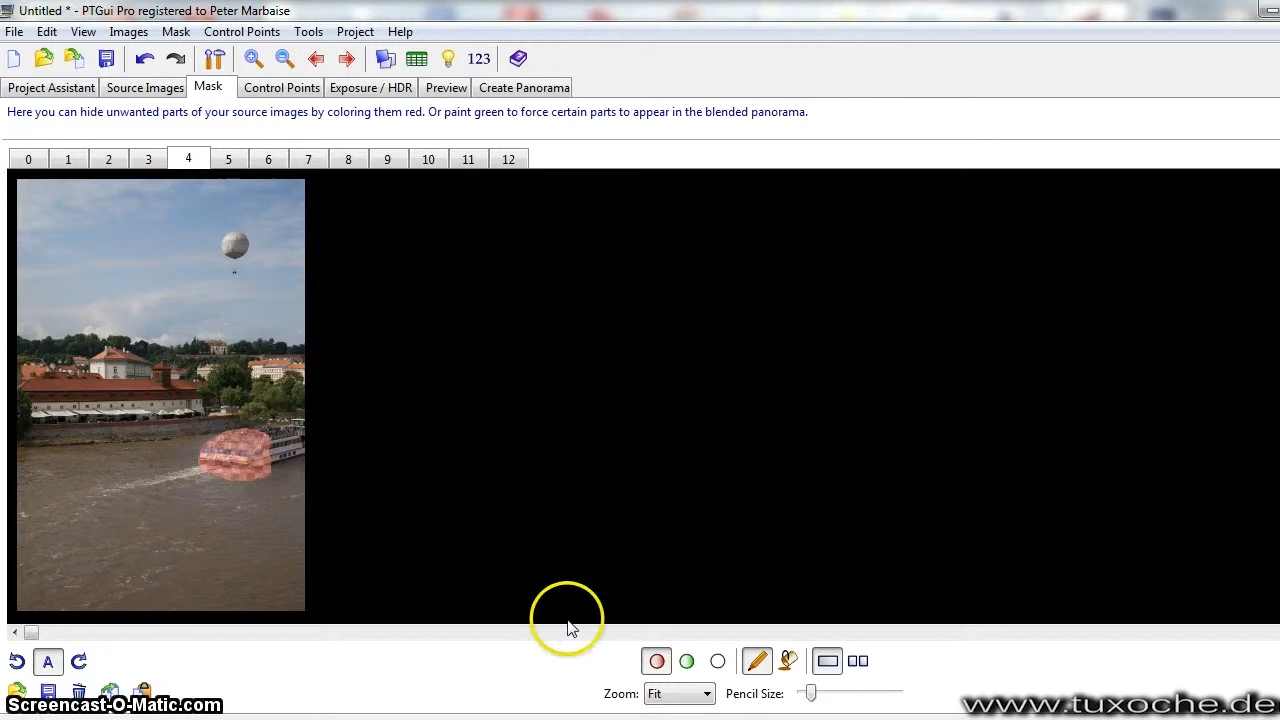 Untitled * - PTGui Pro registered to Peter Marbaise
File Edit View Images Mask Control Points Tools Project Help
123
Project Assistant Source Images Mask Control Points Exposure / HDR Preview Create Panorama
Here you can hide unwanted parts of your source images by coloring them red. Or paint green to force certain parts to appear in the blended panorama.
0 1 2 3 4 5 6 7 8 9 10 11 12
A
Zoom: Fit Pencil Size:
Screencast-O-Matic.com
www.tuxoche.de